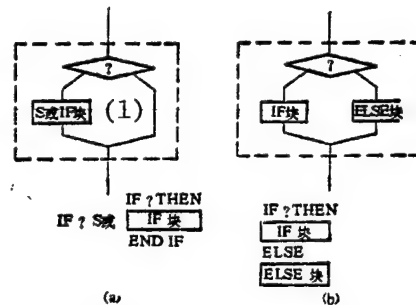 ?
S或IF块
(1)
IF ? THEN
IF ? S或
IF 块
END IF
(a)
?
IF块
ELSE块
IF ? THEN
IF 块
ELSE
ELSE 块
(b)